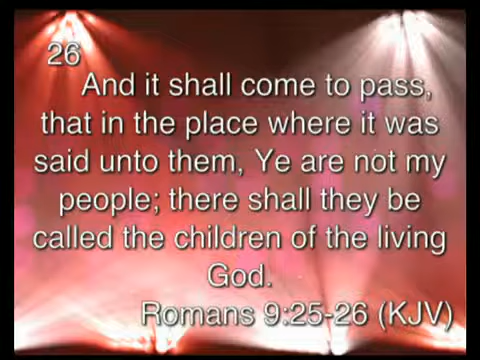 26
And it shall come to pass,
that in the place where it was
said unto them, Ye are not my
people; there shall they be
called the children of the living
God.
Romans 9:25-26 (KJV)